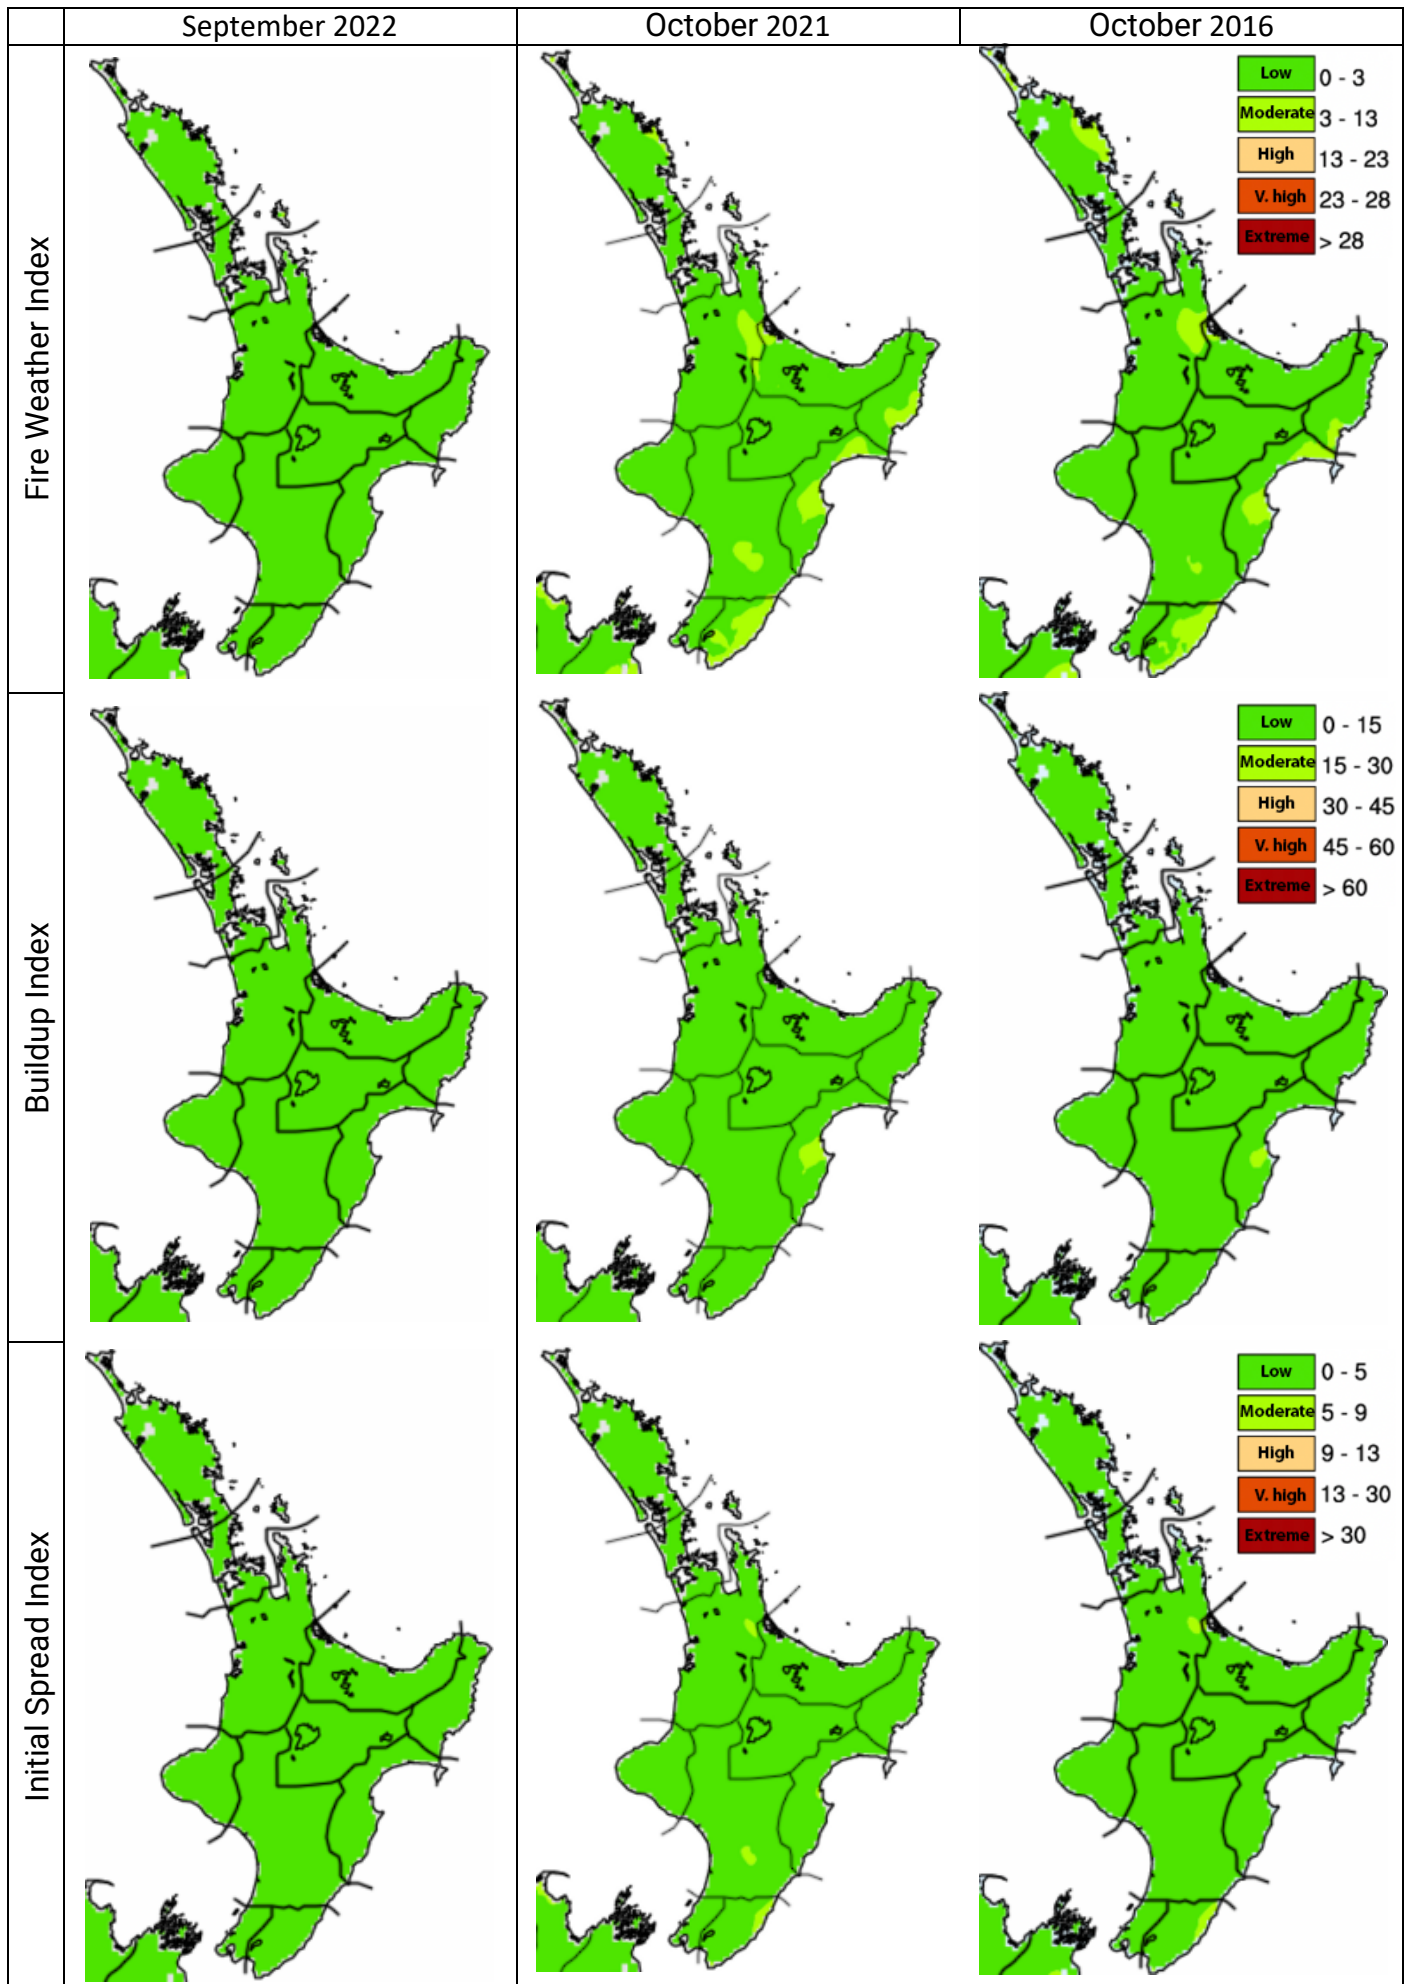 September 2022
October 2021
October 2016
Fire Weather Index
Low 0 - 3
Moderate 3 - 13
High 13 - 23
V. high 23 - 28
Extreme > 28
Buildup Index
Low 0 - 15
Moderate 15 - 30
High 30 - 45
V. high 45 - 60
Extreme > 60
Initial Spread Index
Low 0 - 5
Moderate 5 - 9
High 9 - 13
V. high 13 - 30
Extreme > 30